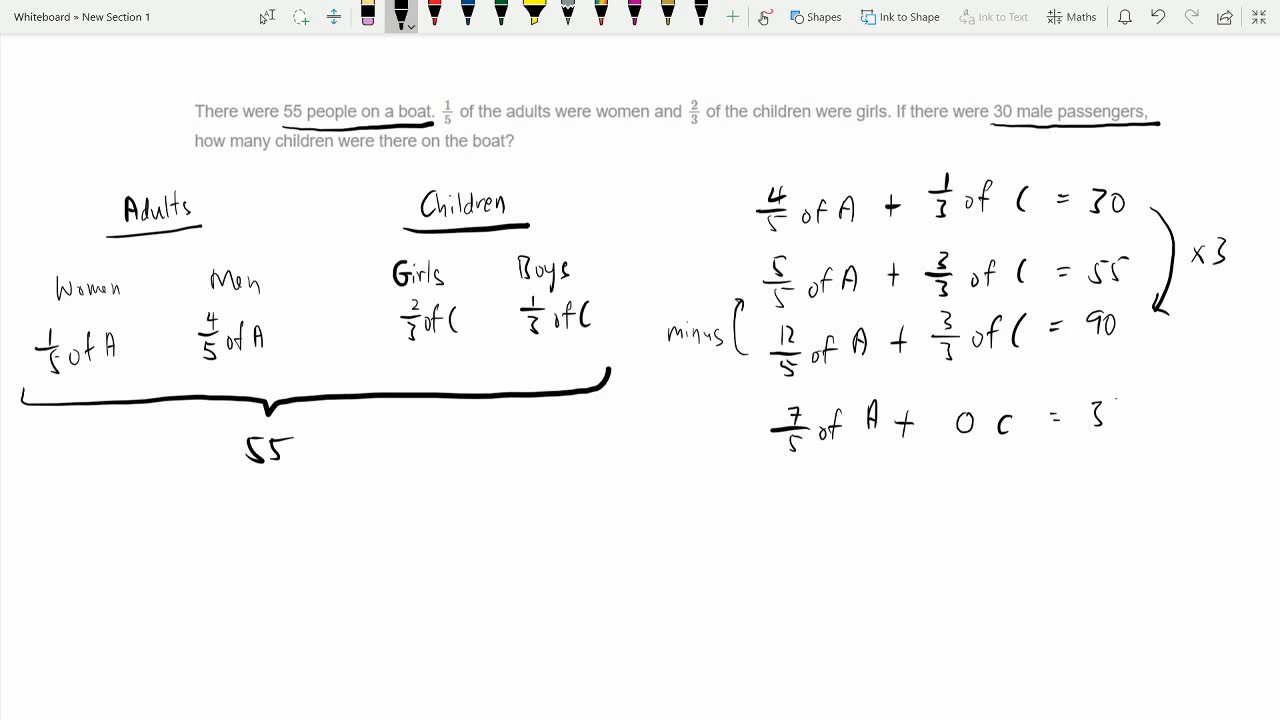 Whiteboard » New Section 1
Shapes
Ink to Shape
Ink to Text
Maths
There were 55 people on a boat. 1/5 of the adults were women and 2/3 of the children were girls. If there were 30 male passengers,
how many children were there on the boat?
Adults
Children
Women
Men
Girls
Boys
1/5 of A
4/5 of A
2/3 of C
1/3 of C
55
4/5 of A + 1/3 of C = 30
x3
5/5 of A + 3/3 of C = 55
minus
12/5 of A + 3/3 of C = 90
7/5 of A + 0 C = 3